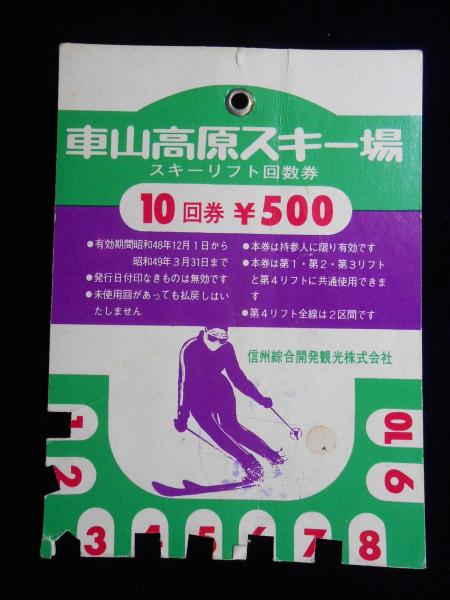 車山高原スキー場
スキーリフト回数券
10回券 ¥500
●有効期間昭和48年12月1日から
昭和49年3月31日まで
●発行日付印なきものは無効です
●未使用回があっても払戻しはい
たしません
●本券は持参人に限り有効です
●本券は第1・第2・第3リフト
と第4リフトに共通使用できま
す
●第4リフト全線は2区間です
信州綜合開発観光株式会社
1
2
3
4
5
6
7
8
9
10